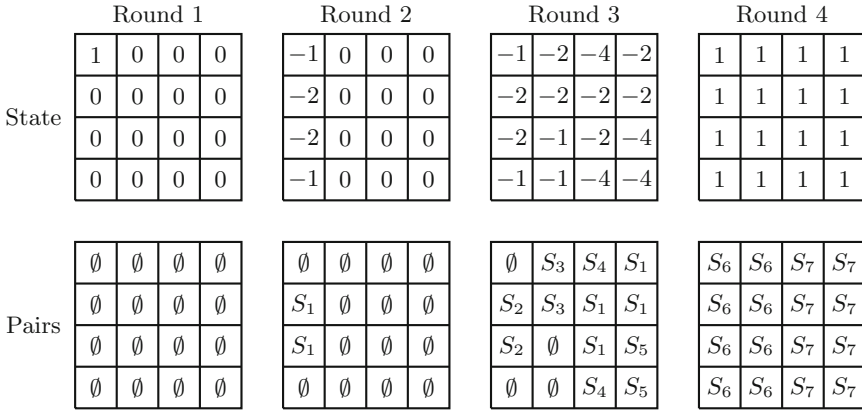 Round 1 Round 2 Round 3 Round 4
1 0 0 0 −1 0 0 0 −1 −2 −4 −2 1 1 1 1
0 0 0 0 −2 0 0 0 −2 −2 −2 −2 1 1 1 1
State
0 0 0 0 −2 0 0 0 −2 −1 −2 −4 1 1 1 1
0 0 0 0 −1 0 0 0 −1 −1 −4 −4 1 1 1 1
∅ ∅ ∅ ∅ ∅ ∅ ∅ ∅ ∅ S₃ S₄ S₁ S₆ S₆ S₇ S₇
∅ ∅ ∅ ∅ S₁ ∅ ∅ ∅ S₂ S₃ S₁ S₁ S₆ S₆ S₇ S₇
Pairs
∅ ∅ ∅ ∅ S₁ ∅ ∅ ∅ S₂ ∅ S₁ S₅ S₆ S₆ S₇ S₇
∅ ∅ ∅ ∅ ∅ ∅ ∅ ∅ ∅ ∅ S₄ S₅ S₆ S₆ S₇ S₇